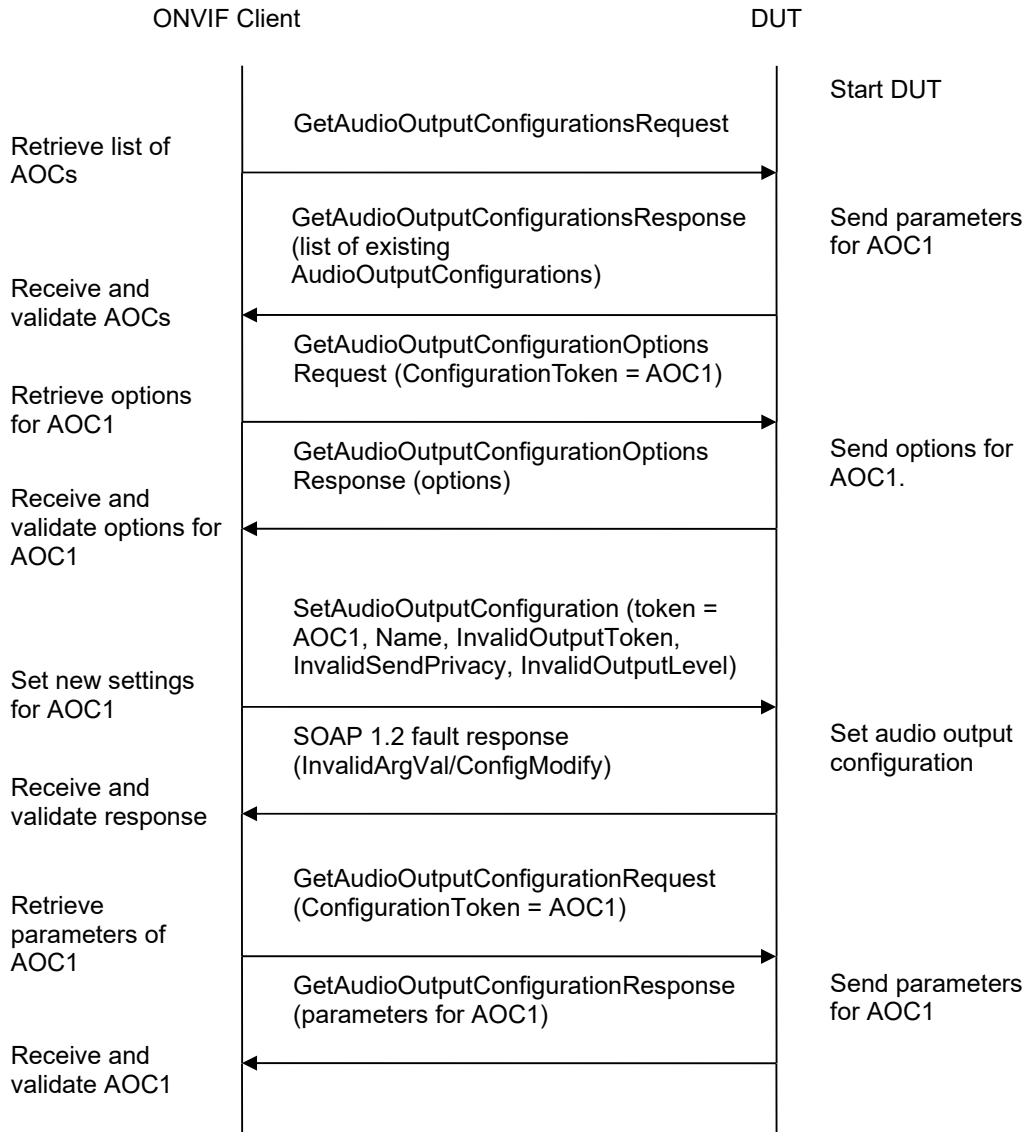 ONVIF Client
DUT
Start DUT
GetAudioOutputConfigurationsRequest
Retrieve list of
AOCs
GetAudioOutputConfigurationsResponse
(list of existing
AudioOutputConfigurations)
Send parameters
for AOC1
Receive and
validate AOCs
GetAudioOutputConfigurationOptions
Request (ConfigurationToken = AOC1)
Retrieve options
for AOC1
GetAudioOutputConfigurationOptions
Response (options)
Send options for
AOC1.
Receive and
validate options for
AOC1
SetAudioOutputConfiguration (token =
AOC1, Name, InvalidOutputToken,
InvalidSendPrivacy, InvalidOutputLevel)
Set new settings
for AOC1
SOAP 1.2 fault response
(InvalidArgVal/ConfigModify)
Set audio output
configuration
Receive and
validate response
GetAudioOutputConfigurationRequest
(ConfigurationToken = AOC1)
Retrieve
parameters of
AOC1
GetAudioOutputConfigurationResponse
(parameters for AOC1)
Send parameters
for AOC1
Receive and
validate AOC1